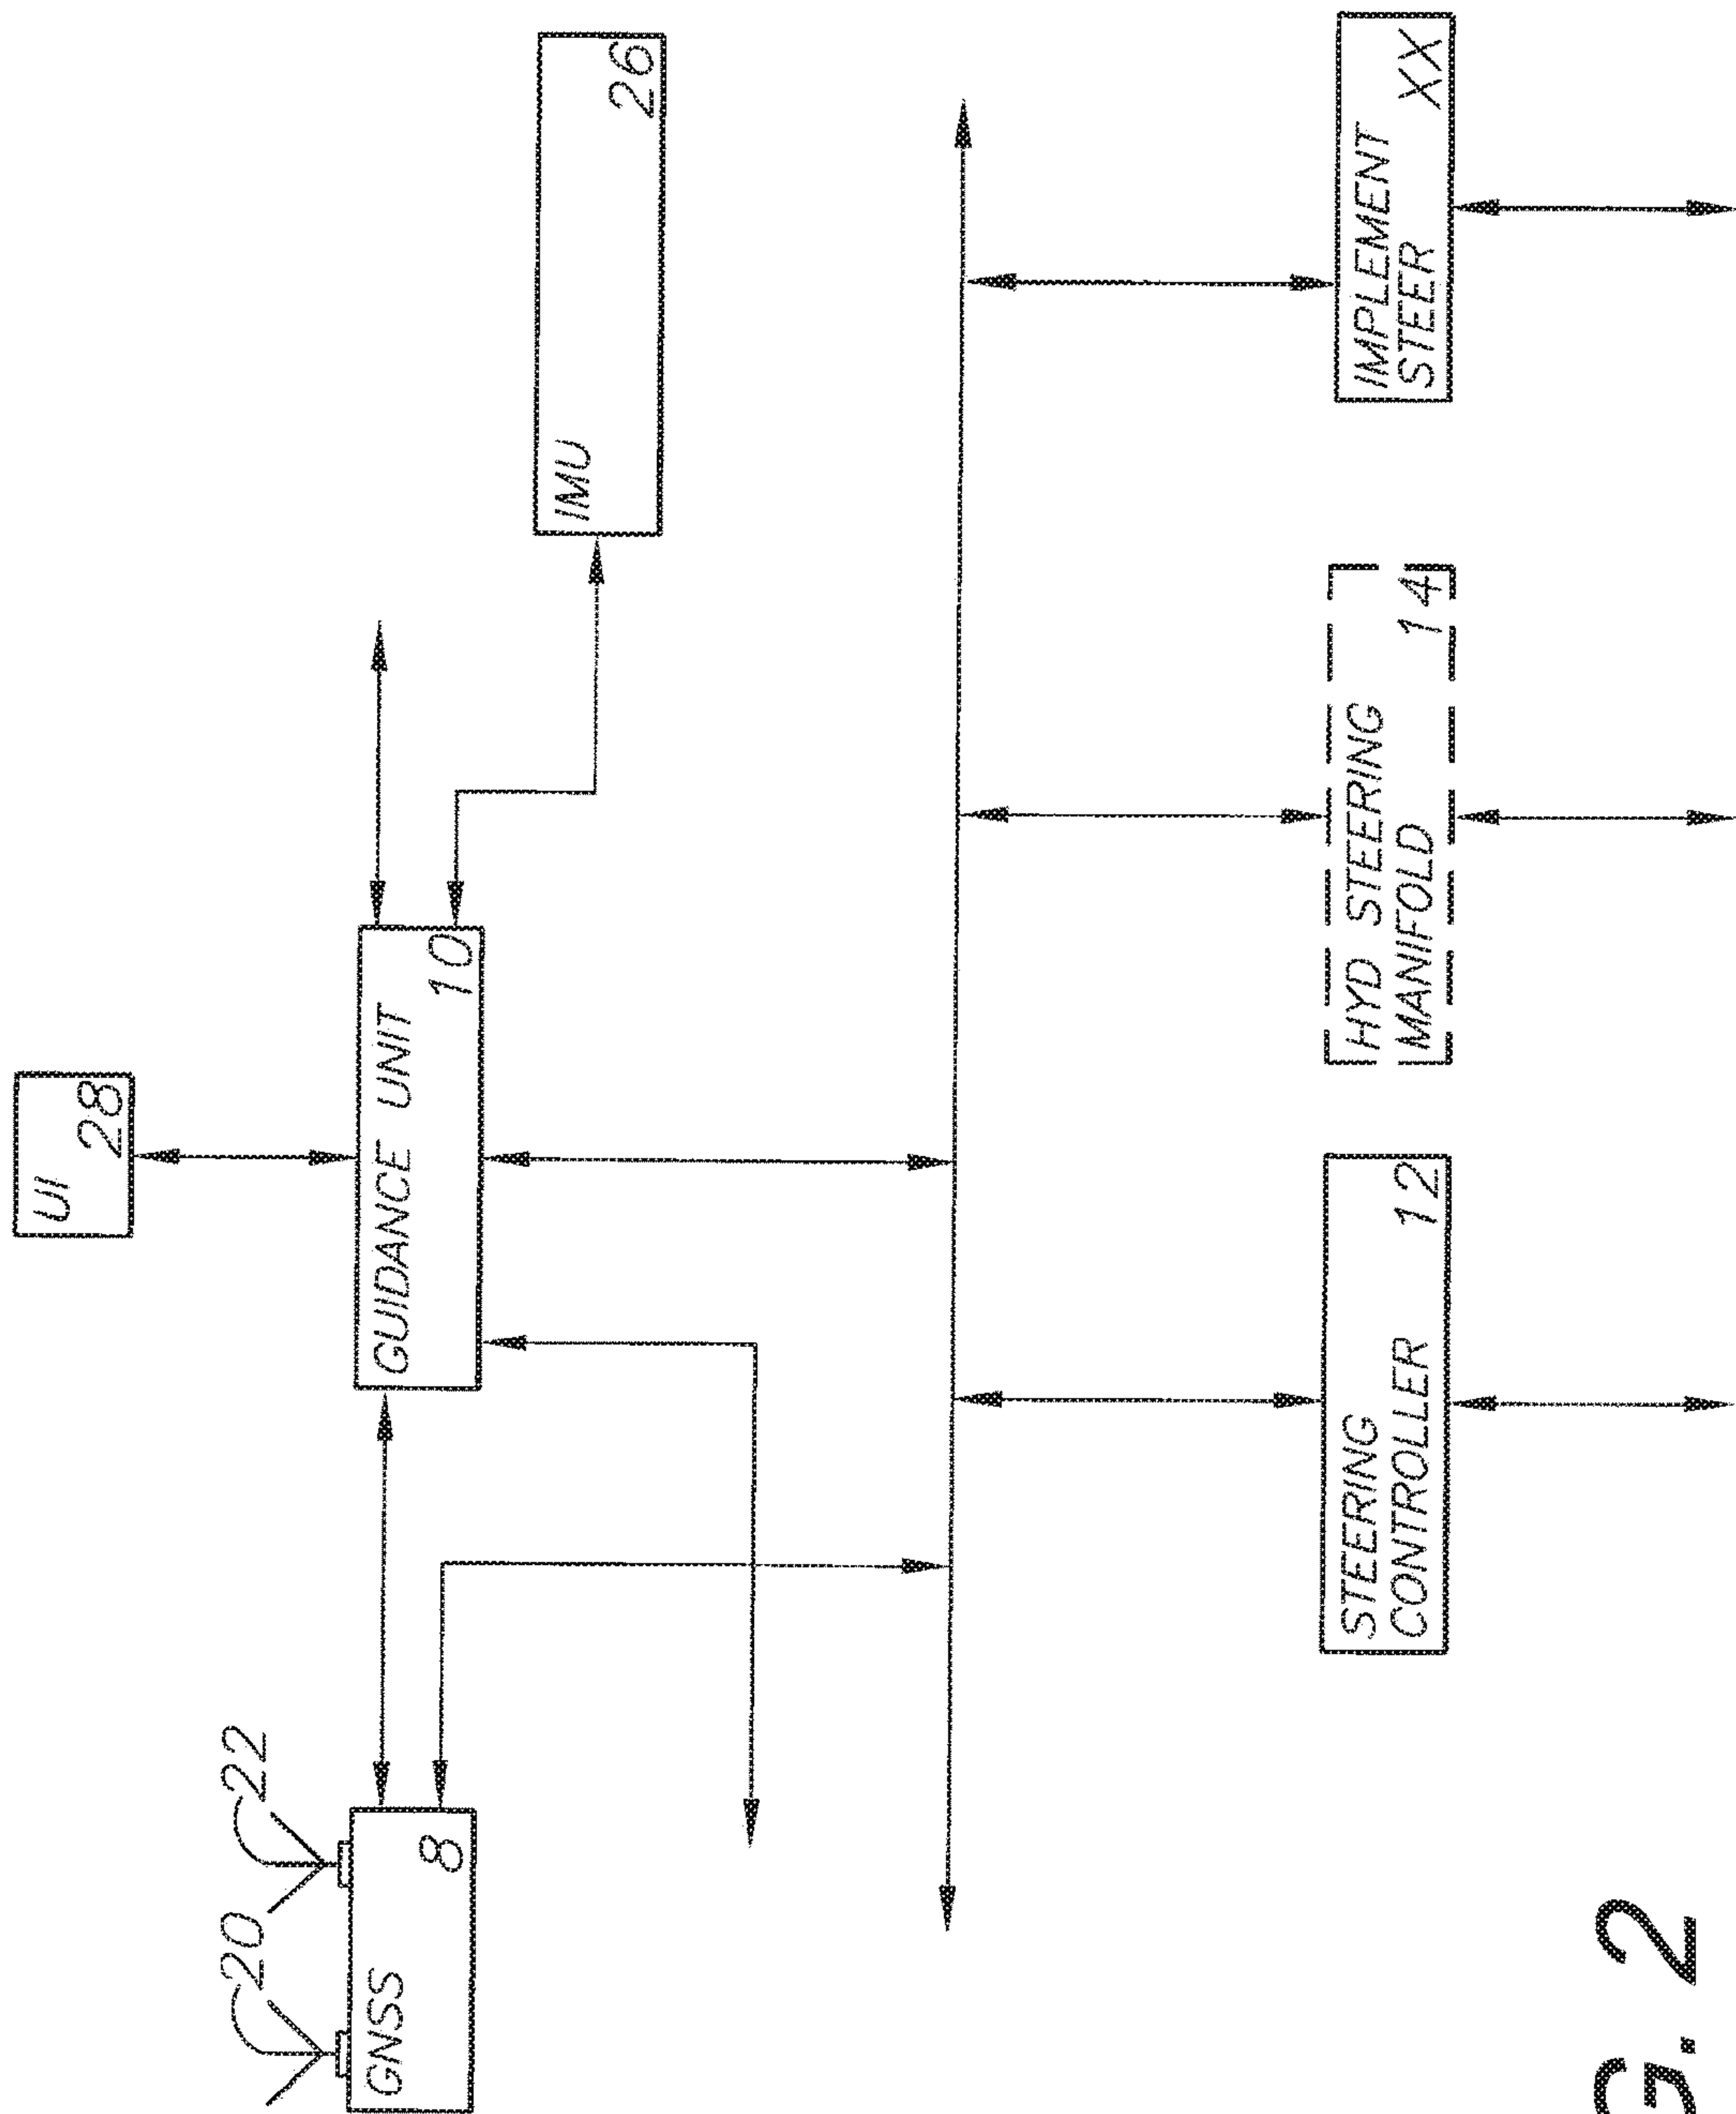 UI
28
20
22
GNSS
8
GUIDANCE UNIT
10
IMU
26
STEERING
CONTROLLER 12
HYD STEERING
MANIFOLD 14
IMPLEMENT
STEER XX
G. 2